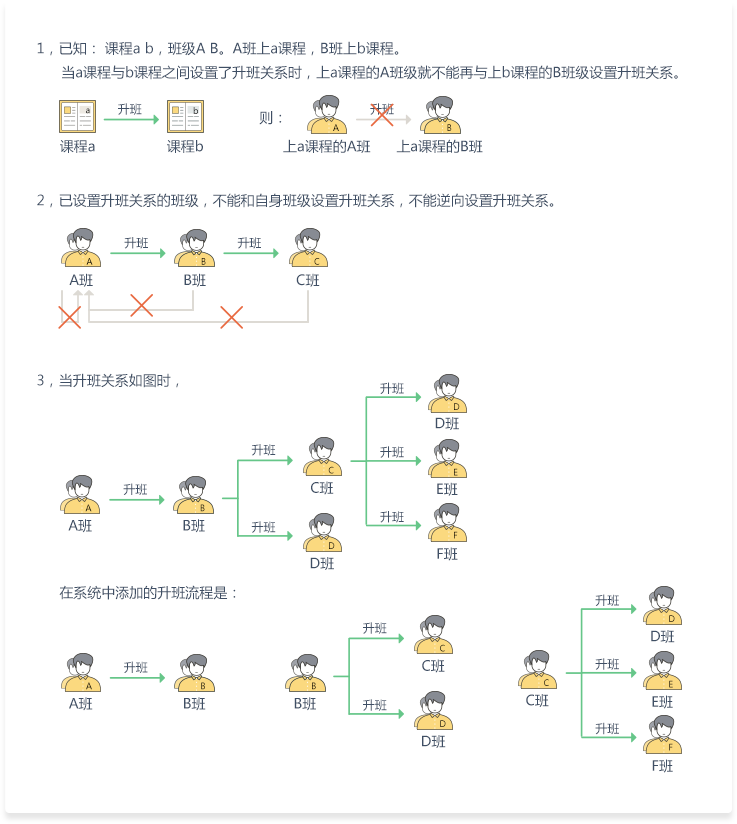 1，已知： 课程a b，班级A B。A班上a课程，B班上b课程。
当a课程与b课程之间设置了升班关系时，上a课程的A班级就不能再与上b课程的B班级设置升班关系。
a 升班 b 则： 升班
A B
课程a 课程b 上a课程的A班 上a课程的B班
2，已设置升班关系的班级，不能和自身班级设置升班关系，不能逆向设置升班关系。
升班 升班
A B C
A班 B班 C班
3，当升班关系如图时，
升班
D
D班
升班 升班
C E
C班 E班
升班
A B
A班 B班
升班 升班
D F
D班 F班
在系统中添加的升班流程是：
升班
D
升班 D班
C
升班 C班 升班
A B B C E
A班 B班 B班 C班 E班
升班
D
D班
升班
F
F班